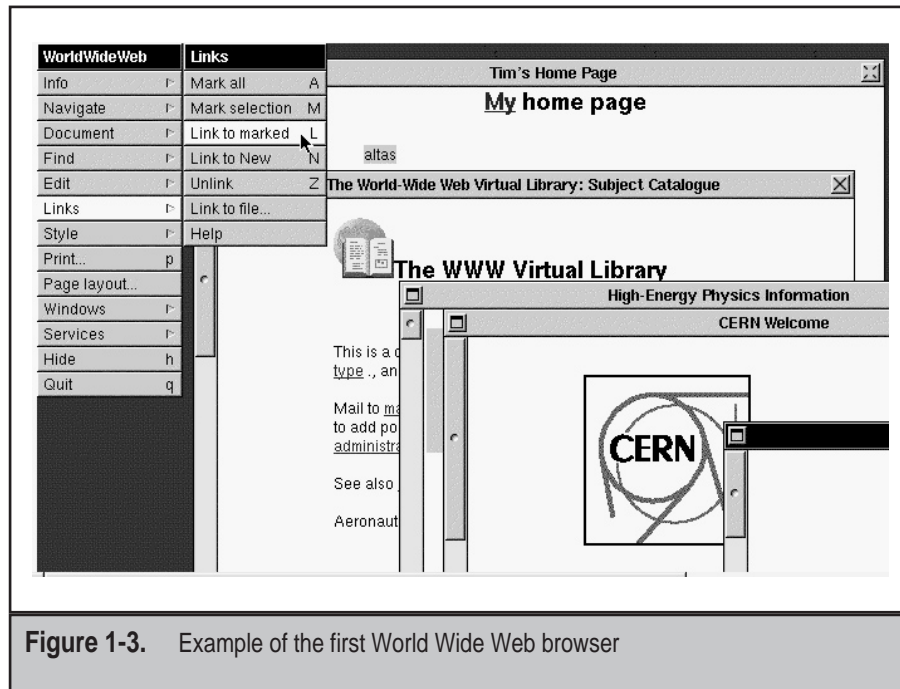 WorldWideWeb
Info
Navigate
Document
Find
Edit
Links
Style
Print... p
Page layout...
Windows
Services
Hide h
Quit q
Links
Mark all A
Mark selection M
Link to marked L
Link to New N
Unlink Z
Link to file...
Help
Tim's Home Page
My home page
altas
The World-Wide Web Virtual Library: Subject Catalogue
The WWW Virtual Library
This is a
type ., an
Mail to
to add po
administra
See also
Aeronaut
High-Energy Physics Information
CERN Welcome
CERN
Figure 1-3. Example of the first World Wide Web browser